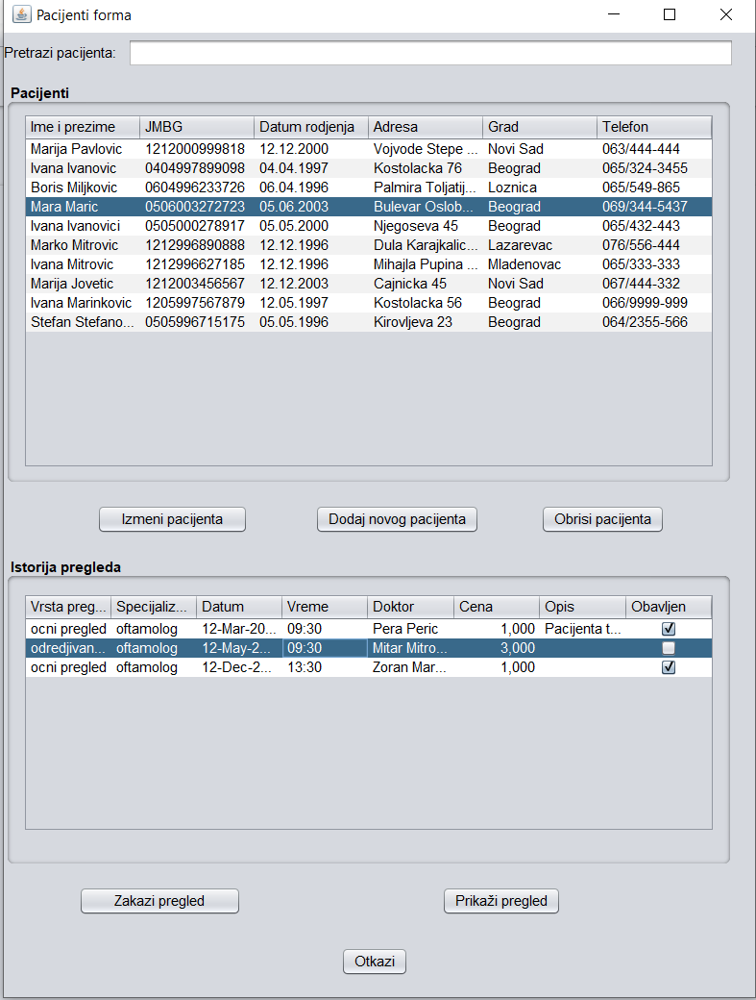 Pacijenti forma
Pretrazi pacijenta:
Pacijenti
Ime i prezime JMBG Datum rodjenja Adresa Grad Telefon
Marija Pavlovic 1212000999818 12.12.2000 Vojvode Stepe ... Novi Sad 063/444-444
Ivana Ivanovic 0404997899098 04.04.1997 Kostolacka 76 Beograd 065/324-3455
Boris Miljkovic 0604996233726 06.04.1996 Palmira Toljatij... Loznica 065/549-865
Mara Maric 0506003272723 05.06.2003 Bulevar Oslob... Beograd 069/344-5437
Ivana Ivanovici 0505000278917 05.05.2000 Njegoseva 45 Beograd 065/432-443
Marko Mitrovic 1212996890888 12.12.1996 Dula Karajkalic... Lazarevac 076/556-444
Ivana Mitrovic 1212996627185 12.12.1996 Mihajla Pupina ... Mladenovac 065/333-333
Marija Jovetic 1212003456567 12.12.2003 Cajnicka 45 Novi Sad 067/444-332
Ivana Marinkovic 1205997567879 12.05.1997 Kostolacka 56 Beograd 066/9999-999
Stefan Stefano... 0505996715175 05.05.1996 Kirovljeva 23 Beograd 064/2355-566
Izmeni pacijenta Dodaj novog pacijenta Obrisi pacijenta
Istorija pregleda
Vrsta preg... Specijaliz... Datum Vreme Doktor Cena Opis Obavljen
ocni pregled oftamolog 12-Mar-20... 09:30 Pera Peric 1,000 Pacijenta t...
odredjivan... oftamolog 12-May-2... 09:30 Mitar Mitro... 3,000
ocni pregled oftamolog 12-Dec-2... 13:30 Zoran Mar... 1,000
Zakazi pregled Prikaži pregled
Otkazi